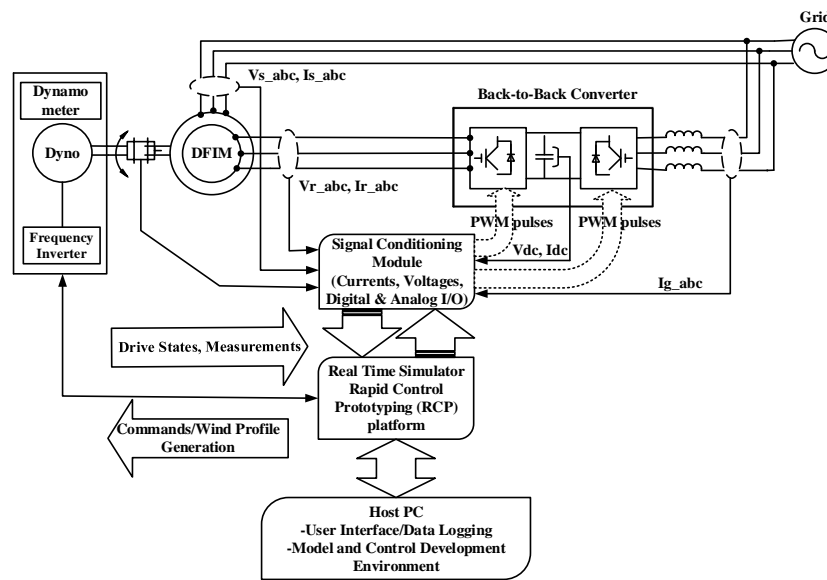 Grid
Vs_abc, Is_abc
Dynamo
meter
Back-to-Back Converter
Dyno
DFIM
Vr_abc, Ir_abc
PWM pulses
PWM pulses
Frequency
Inverter
Signal Conditioning
Module
(Currents, Voltages,
Digital & Analog I/O)
Vdc, Idc
Ig_abc
Drive States, Measurements
Real Time Simulator
Rapid Control
Prototyping (RCP)
platform
Commands/Wind Profile
Generation
Host PC
-User Interface/Data Logging
-Model and Control Development
Environment